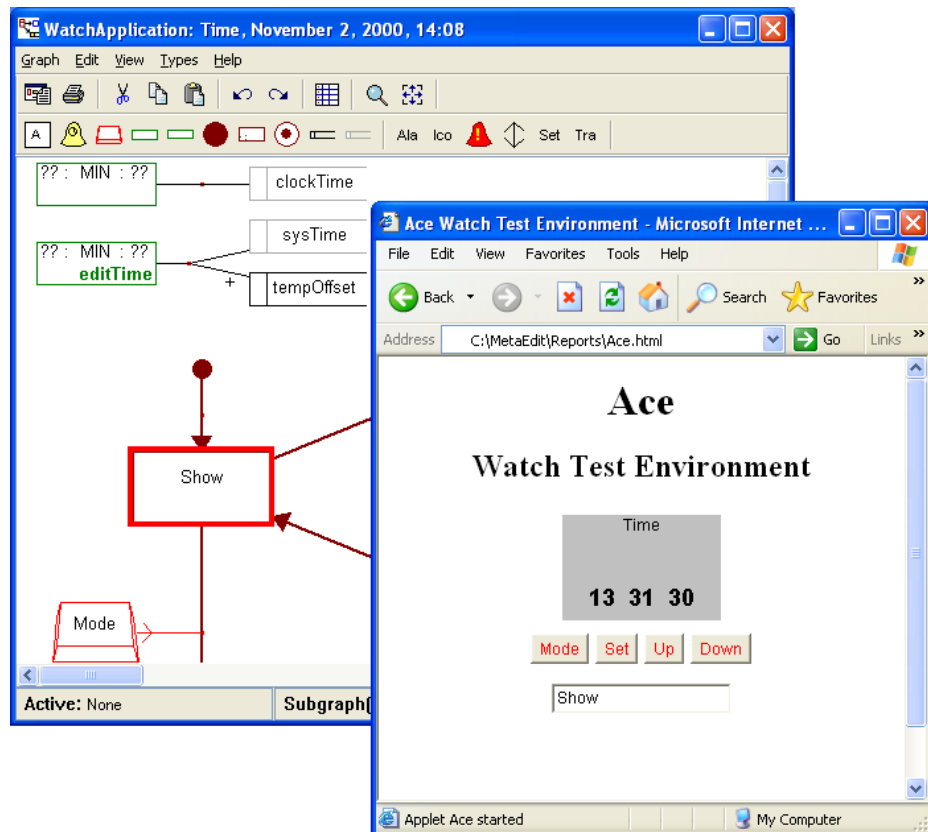 WatchApplication: Time, November 2, 2000, 14:08
Graph Edit View Types Help
A Ala Ico Set Tra
?? : MIN : ??
clockTime
sysTime
?? : MIN : ??
editTime
+
tempOffset
Show
Mode
Active: None
Subgraph(
Ace Watch Test Environment - Microsoft Internet ...
File Edit View Favorites Tools Help
Back Search Favorites »
Address C:\MetaEdit\Reports\Ace.html Go Links »
Ace
Watch Test Environment
Time
13 31 30
Mode Set Up Down
Show
Applet Ace started My Computer